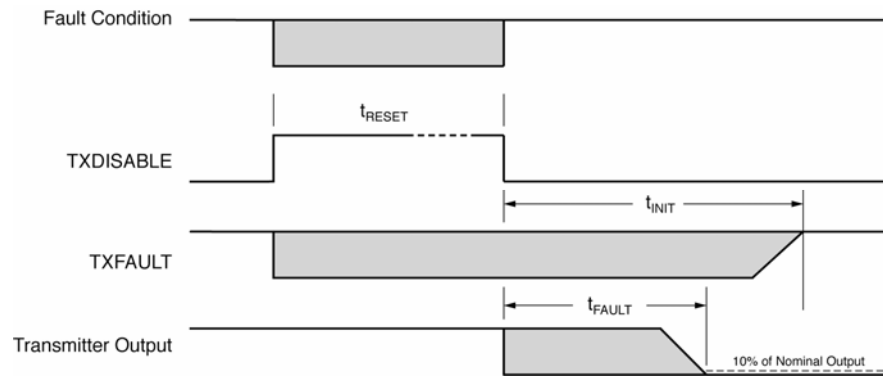 Fault Condition
tRESET
TXDISABLE
tINIT
TXFAULT
tFAULT
Transmitter Output
10% of Nominal Output